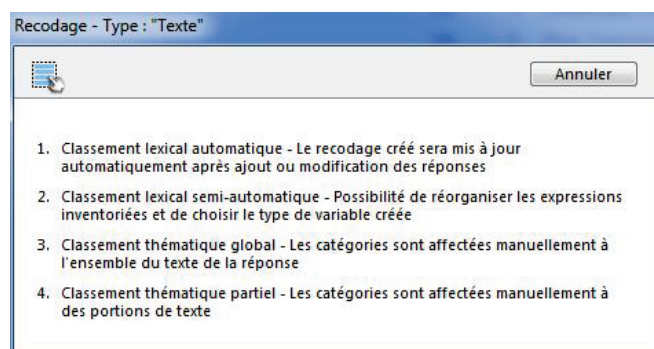 Recodage - Type : "Texte"
Annuler
1. Classement lexical automatique - Le recodage créé sera mis à jour
automatiquement après ajout ou modification des réponses
2. Classement lexical semi-automatique - Possibilité de réorganiser les expressions
inventoriées et de choisir le type de variable créée
3. Classement thématique global - Les catégories sont affectées manuellement à
l'ensemble du texte de la réponse
4. Classement thématique partiel - Les catégories sont affectées manuellement à
des portions de texte